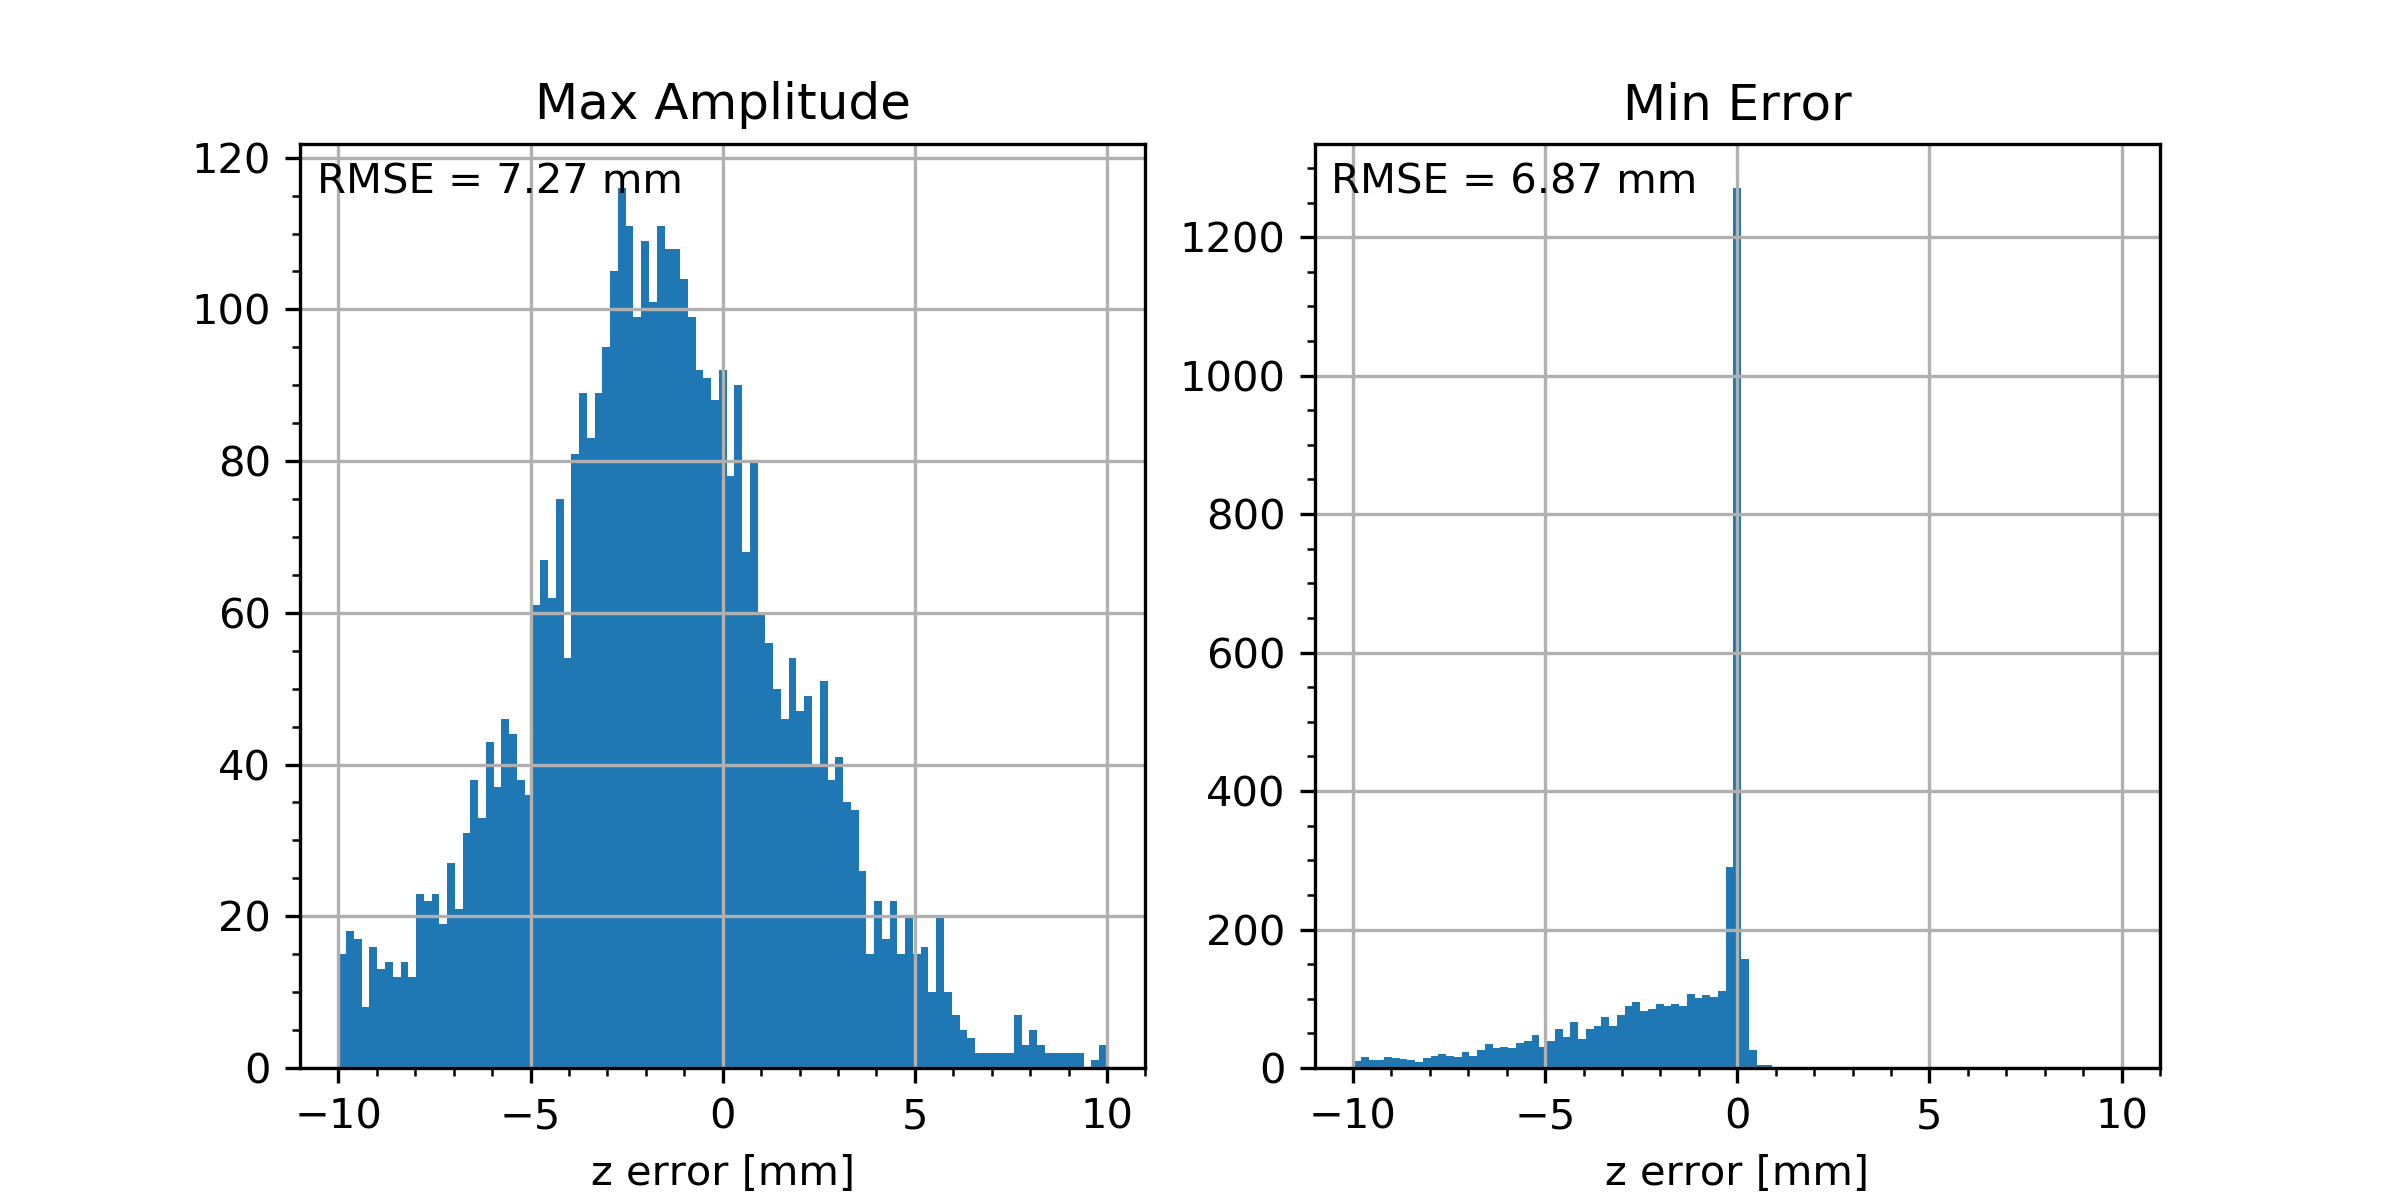 Max Amplitude
RMSE = 7.27 mm
120
100
80
60
40
20
0
−10 −5 0 5 10
z error [mm]
Min Error
RMSE = 6.87 mm
1200
1000
800
600
400
200
0
−10 −5 0 5 10
z error [mm]